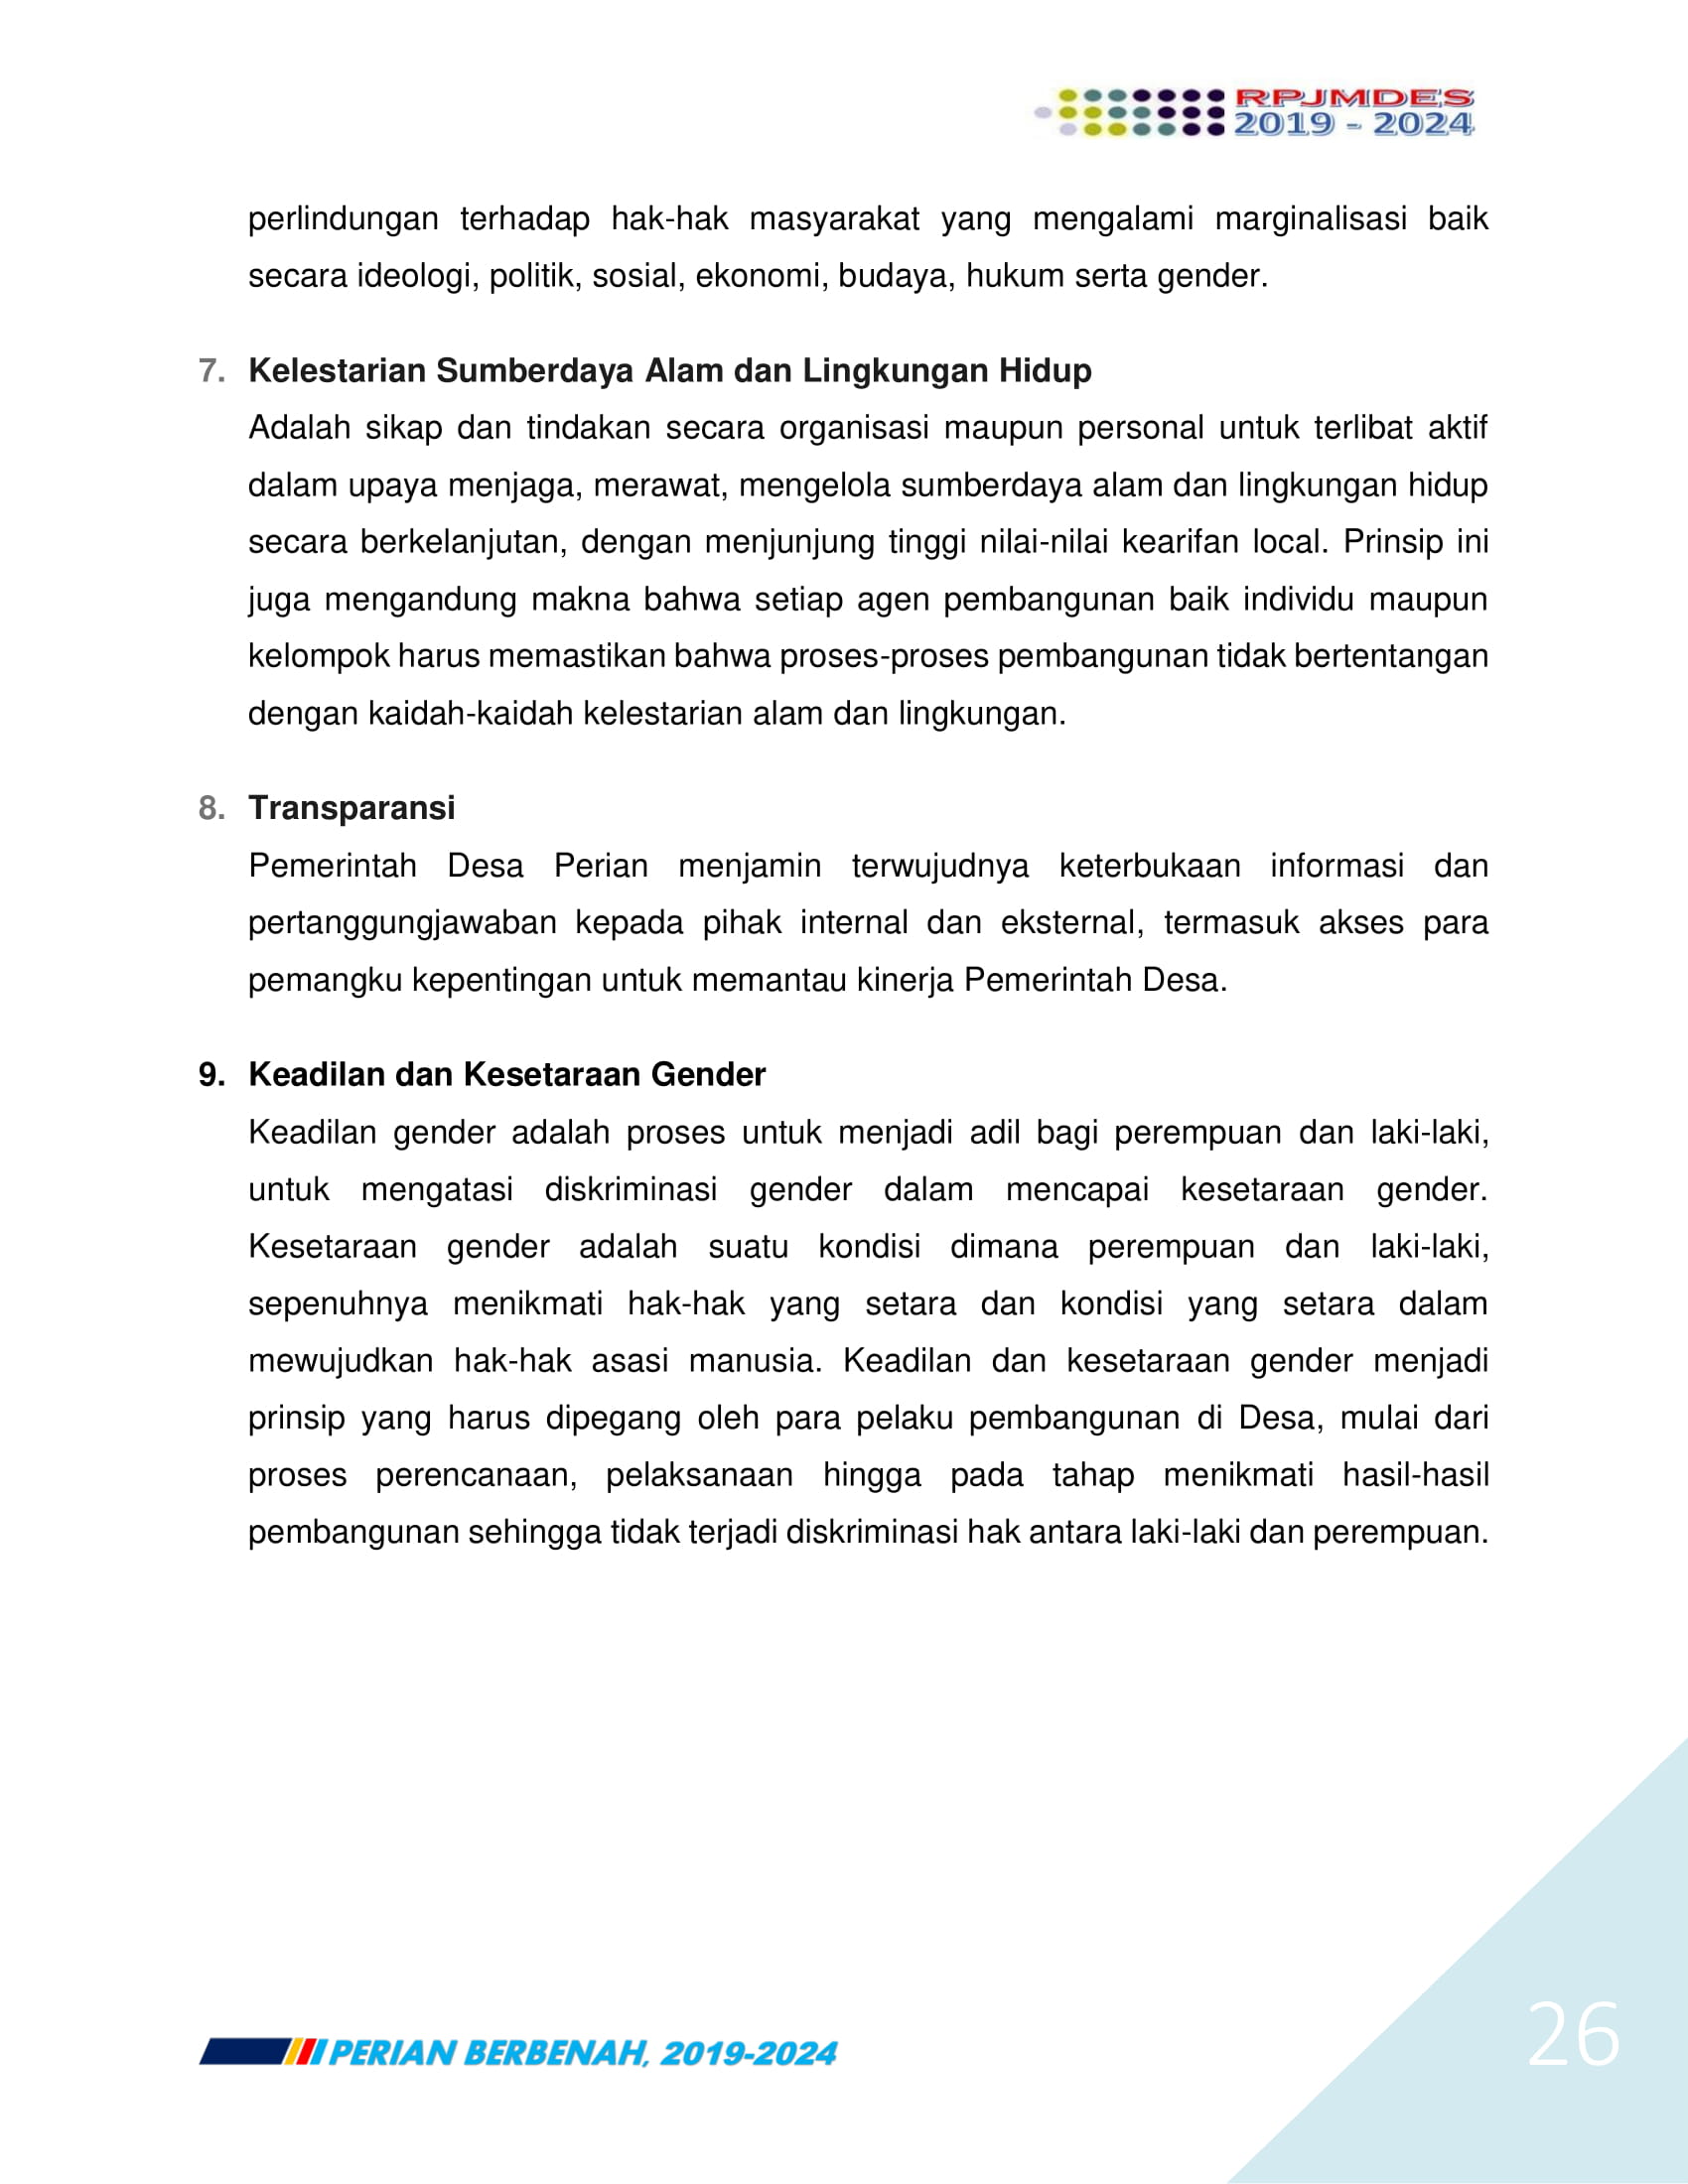 RPJMDES
2019 - 2024
perlindungan terhadap hak-hak masyarakat yang mengalami marginalisasi baik
secara ideologi, politik, sosial, ekonomi, budaya, hukum serta gender.
7. Kelestarian Sumberdaya Alam dan Lingkungan Hidup
Adalah sikap dan tindakan secara organisasi maupun personal untuk terlibat aktif
dalam upaya menjaga, merawat, mengelola sumberdaya alam dan lingkungan hidup
secara berkelanjutan, dengan menjunjung tinggi nilai-nilai kearifan local. Prinsip ini
juga mengandung makna bahwa setiap agen pembangunan baik individu maupun
kelompok harus memastikan bahwa proses-proses pembangunan tidak bertentangan
dengan kaidah-kaidah kelestarian alam dan lingkungan.
8. Transparansi
Pemerintah Desa Perian menjamin terwujudnya keterbukaan informasi dan
pertanggungjawaban kepada pihak internal dan eksternal, termasuk akses para
pemangku kepentingan untuk memantau kinerja Pemerintah Desa.
9. Keadilan dan Kesetaraan Gender
Keadilan gender adalah proses untuk menjadi adil bagi perempuan dan laki-laki,
untuk mengatasi diskriminasi gender dalam mencapai kesetaraan gender.
Kesetaraan gender adalah suatu kondisi dimana perempuan dan laki-laki,
sepenuhnya menikmati hak-hak yang setara dan kondisi yang setara dalam
mewujudkan hak-hak asasi manusia. Keadilan dan kesetaraan gender menjadi
prinsip yang harus dipegang oleh para pelaku pembangunan di Desa, mulai dari
proses perencanaan, pelaksanaan hingga pada tahap menikmati hasil-hasil
pembangunan sehingga tidak terjadi diskriminasi hak antara laki-laki dan perempuan.
PERIAN BERBENAH, 2019-2024
26